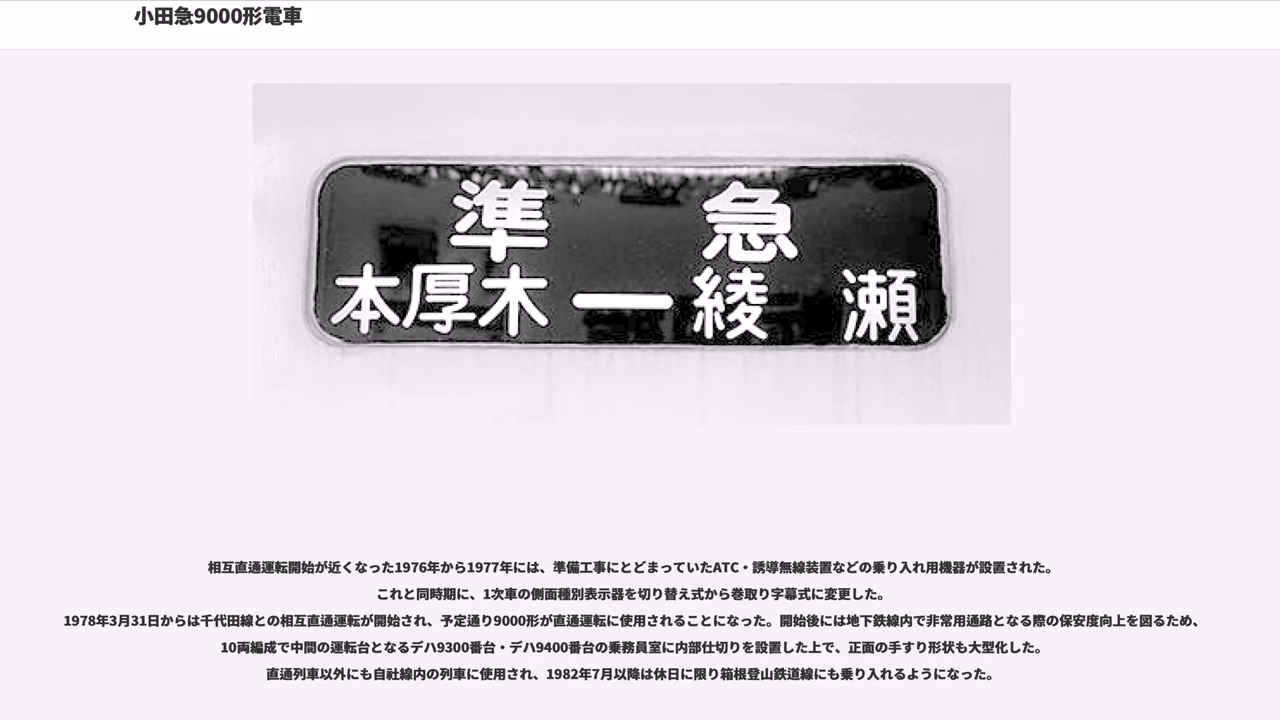 小田急9000形電車
準急
本厚木ー綾瀬
相互直通運転開始が近くなった1976年から1977年には、準備工事にとどまっていたATC・誘導無線装置などの乗り入れ用機器が設置された。
これと同時期に、1次車の側面種別表示器を切り替え式から巻取り字幕式に変更した。
1978年3月31日からは千代田線との相互直通運転が開始され、予定通り9000形が直通運転に使用されることになった。開始後には地下鉄線内で非常用通路となる際の保安度向上を図るため、
10両編成で中間の運転台となるデハ9300番台・デハ9400番台の乗務員室に内部仕切りを設置した上で、正面の手すり形状も大型化した。
直通列車以外にも自社線内の列車に使用され、1982年7月以降は休日に限り箱根登山鉄道線にも乗り入れるようになった。